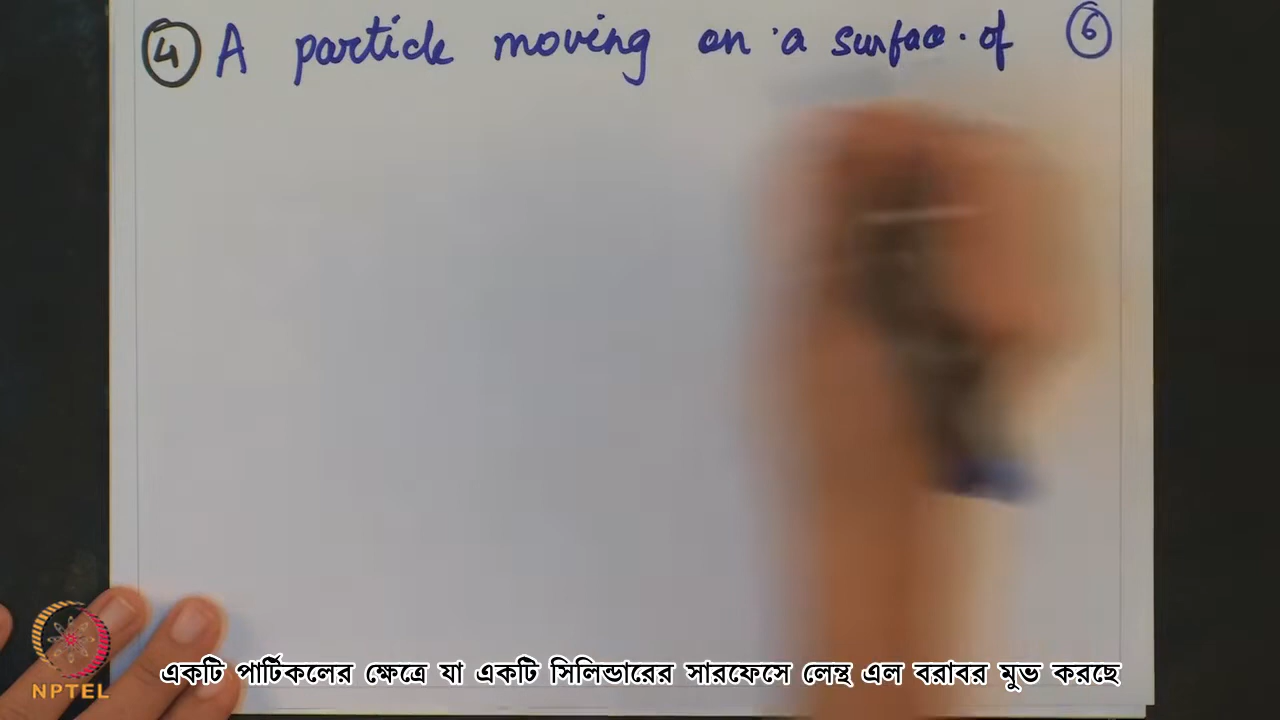 ④ A particle moving on a surface of ⑥
NPTEL
একটি পার্টিকলের ক্ষেত্রে যা একটি সিলিন্ডারের সারফেসে লেন্থ এল বরাবর মুভ করছে